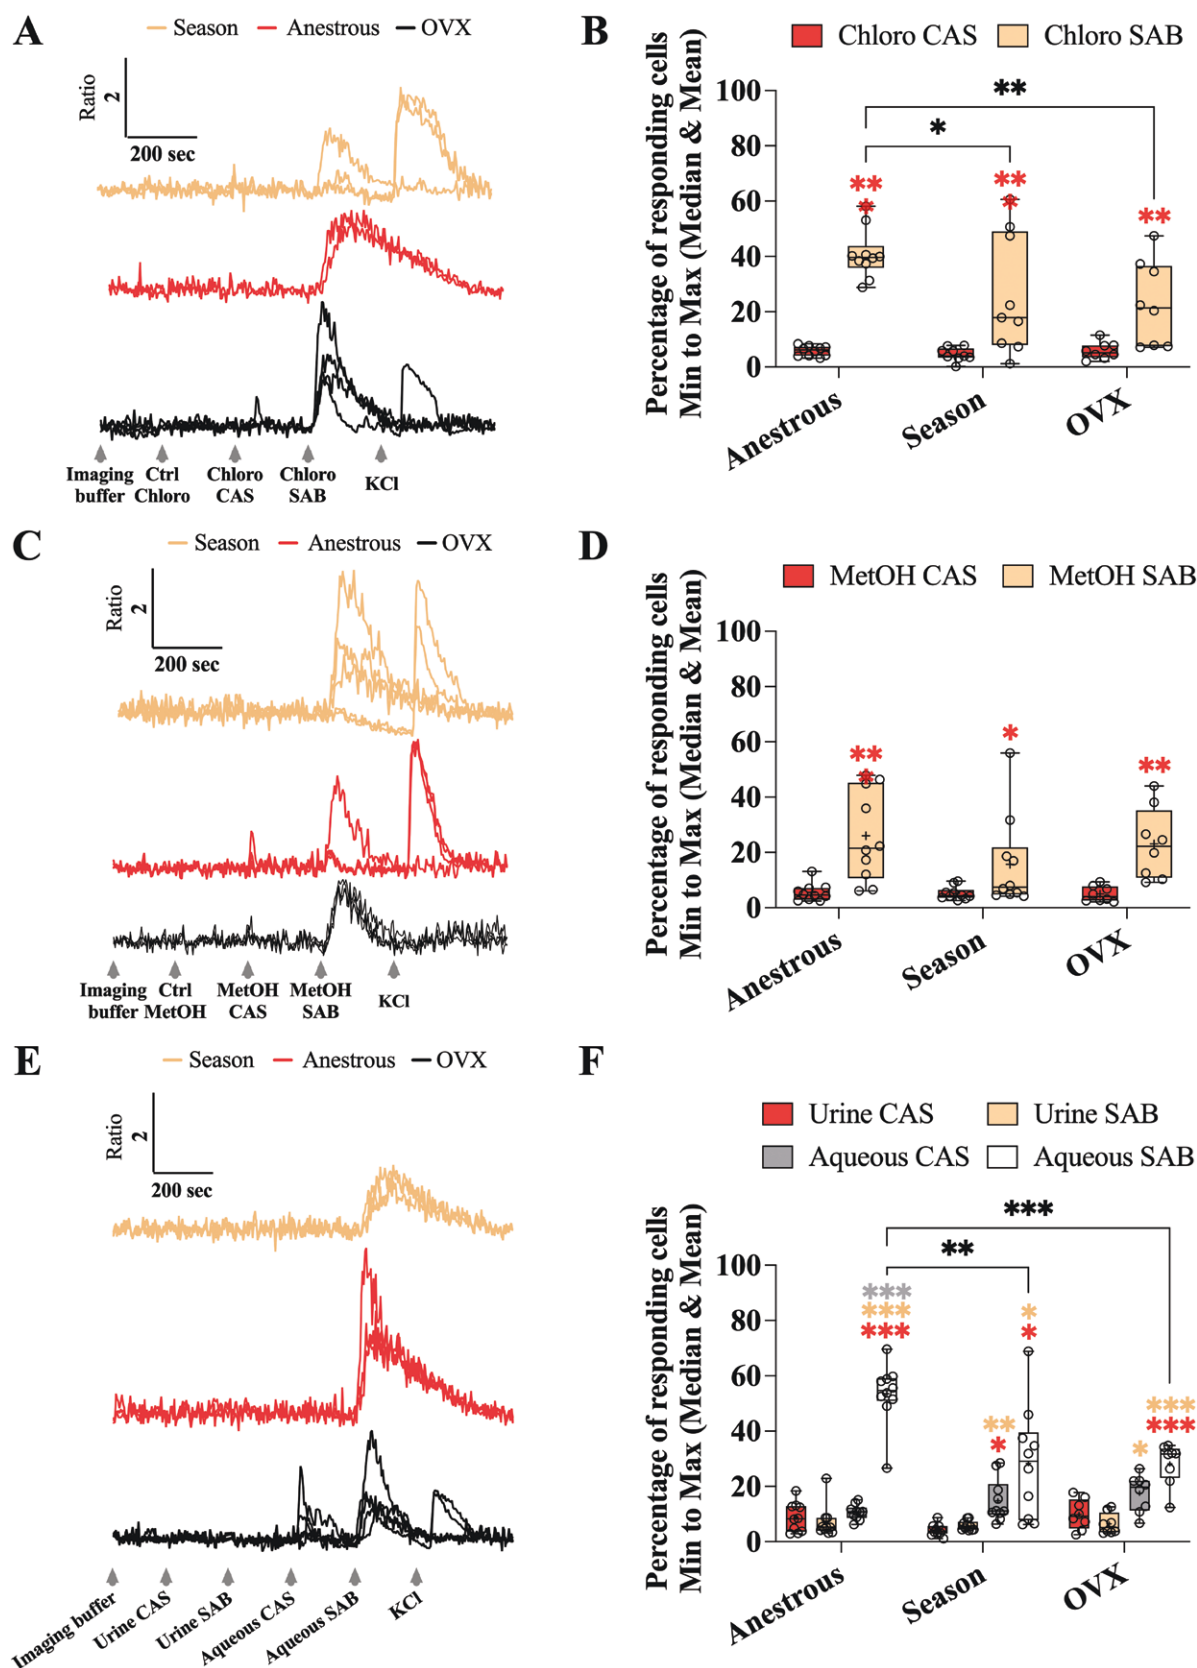 A
Season Anestrous OVX
Ratio
2
200 sec
Imaging buffer
Ctrl Chloro
Chloro CAS
Chloro SAB
KCl
B
Chloro CAS Chloro SAB
Percentage of responding cells
Min to Max (Median & Mean)
100
80
60
40
20
0
**
*
** *
** *
**
Anestrous
Season
OVX
C
Season Anestrous OVX
Ratio
2
200 sec
Imaging buffer
Ctrl MetOH
MetOH CAS
MetOH SAB
KCl
D
MetOH CAS MetOH SAB
Percentage of responding cells
Min to Max (Median & Mean)
100
80
60
40
20
0
** *
*
**
Anestrous
Season
OVX
E
Season Anestrous OVX
Ratio
2
200 sec
Imaging buffer
Urine CAS
Urine SAB
Aqueous CAS
Aqueous SAB
KCl
F
Urine CAS Urine SAB
Aqueous CAS Aqueous SAB
Percentage of responding cells
Min to Max (Median & Mean)
100
80
60
40
20
0
***
**
***
***
***
**
*
*
*
*
***
***
Anestrous
Season
OVX